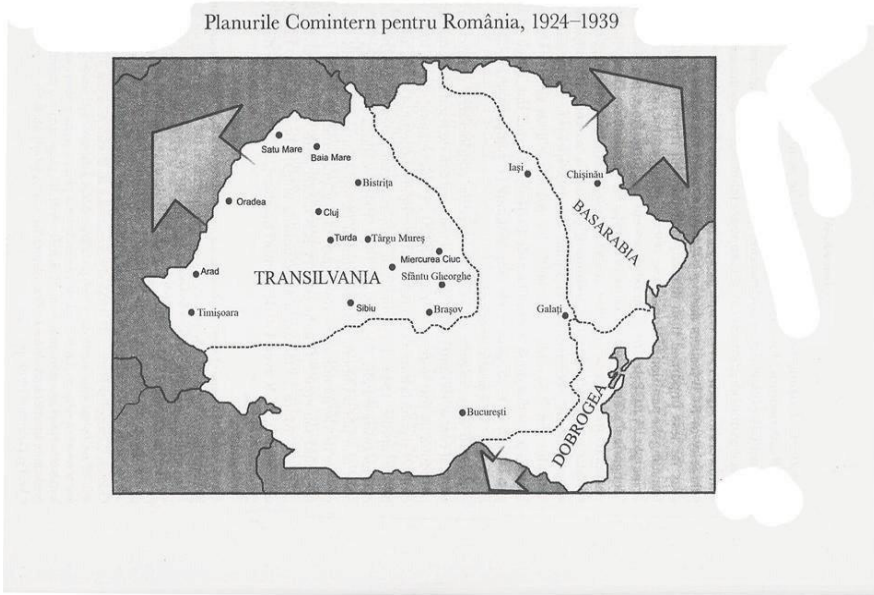 Planurile Comintern pentru România, 1924–1939
Satu Mare
Baia Mare
Iași
Chișinău
Bistrița
Oradea
Cluj
BASARABIA
Turda
Târgu Mureș
Miercurea Ciuc
Arad
TRANSILVANIA
Sfântu Gheorghe
Timișoara
Sibiu
Brașov
Galați
București
DOBROGEA